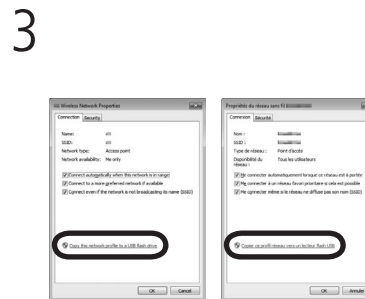 3
Wireless Network Properties
Connection Security
Name:
SSID:
Network type: Access point
Network availability: Me only
Connect automatically when this network is in range
Connect to a more preferred network if available
Connect even if the network is not broadcasting its name (SSID)
Copy this network profile to a USB flash drive
OK Cancel
Propriétés du réseau sans fil
Connexion Sécurité
Nom :
SSID :
Type de réseau : Point d'accès
Disponibilité du réseau : Tous les utilisateurs
Me connecter automatiquement lorsque ce réseau est à portée
Me connecter à un réseau favori prioritaire si cela est possible
Me connecter même si le réseau ne diffuse pas son nom (SSID)
Copier ce profil réseau vers un lecteur flash USB
OK Annuler